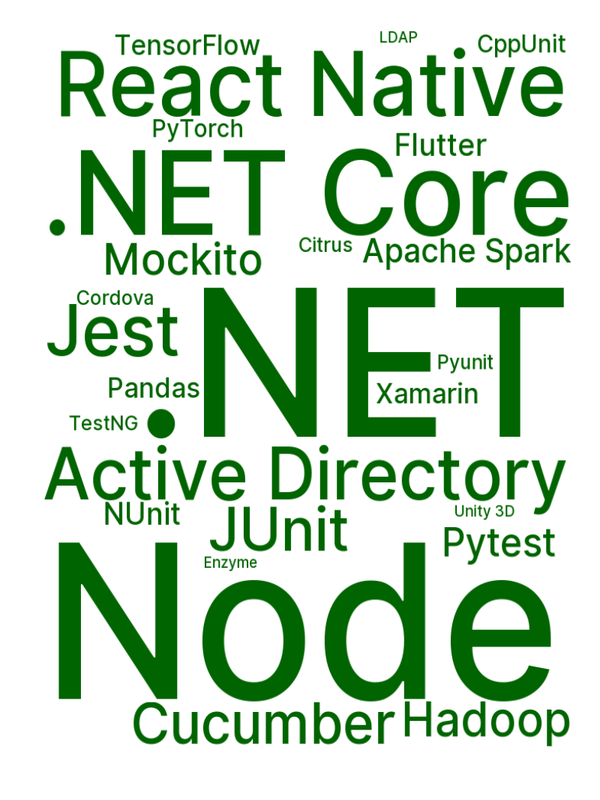 TensorFlow
LDAP
CppUnit
React Native
PyTorch
Flutter
.NET Core
Mockito
Citrus
Apache Spark
Cordova
Jest
.NET
Pyunit
Pandas
Xamarin
TestNG
Active Directory
NUnit
JUnit
Unity 3D
Pytest
Enzyme
Node
Cucumber
Hadoop